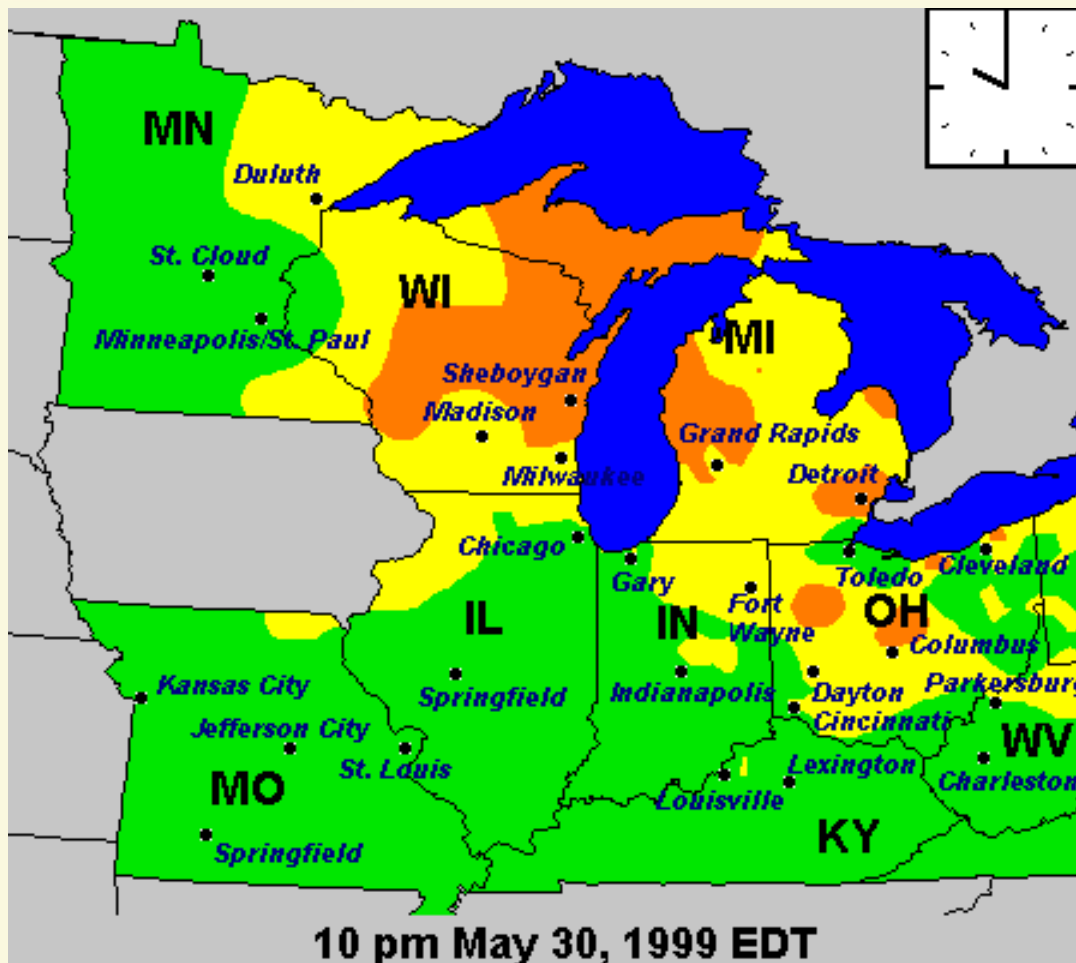 MN
Duluth
St. Cloud
WI
Minneapolis/St. Paul
MI
Sheboygan
Madison
Grand Rapids
Milwaukee
Detroit
Chicago
Gary
Toledo
Cleveland
Fort
Wayne
IL
IN
OH
Columbus
Kansas City
Springfield
Indianapolis
Dayton
Parkersburg
Cincinnati
Jefferson City
St. Louis
WV
Lexington
Charleston
MO
Louisville
KY
Springfield
10 pm May 30, 1999 EDT